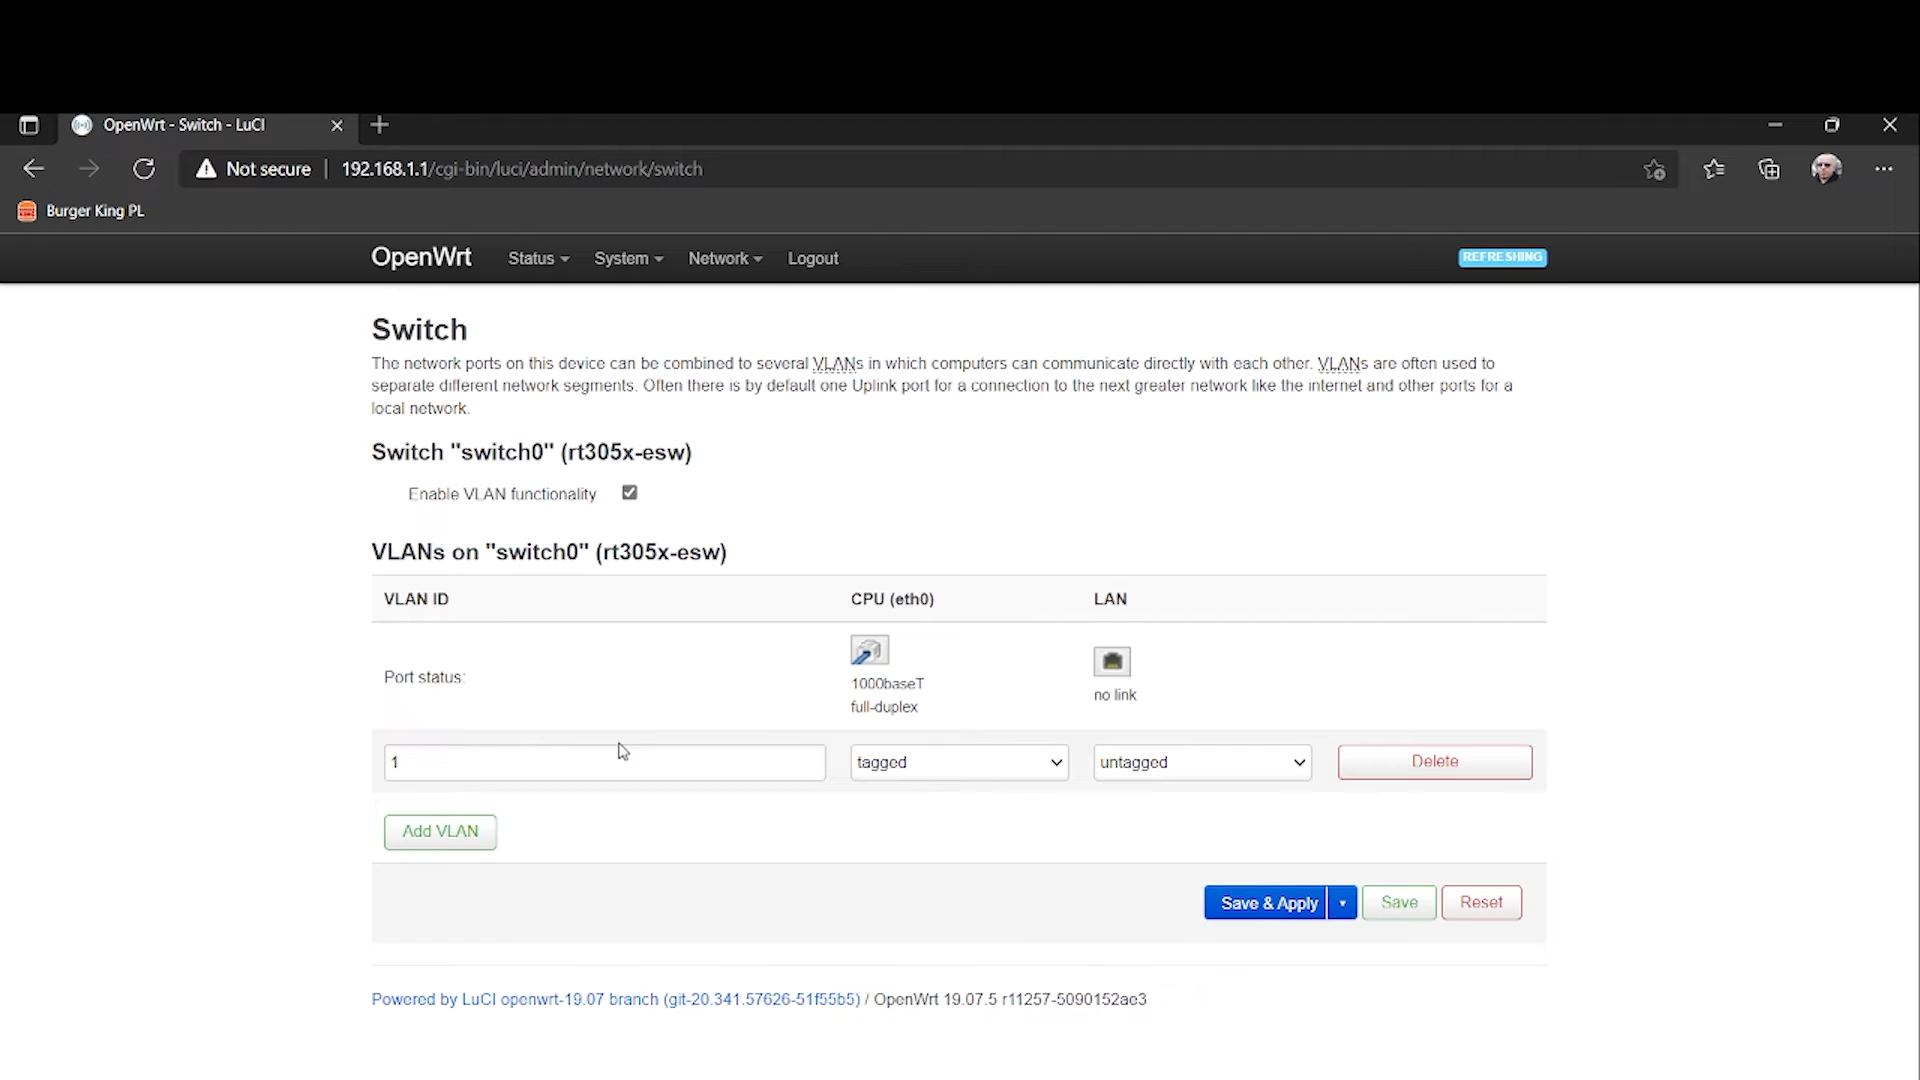 OpenWrt - Switch - LuCI
Not secure | 192.168.1.1/cgi-bin/luci/admin/network/switch
Burger King PL
OpenWrt Status System Network Logout REFRESHING
Switch
The network ports on this device can be combined to several VLANs in which computers can communicate directly with each other. VLANs are often used to
separate different network segments. Often there is by default one Uplink port for a connection to the next greater network like the internet and other ports for a
local network.
Switch "switch0" (rt305x-esw)
Enable VLAN functionality
VLANs on "switch0" (rt305x-esw)
VLAN ID CPU (eth0) LAN
Port status:
1000baseT
full-duplex
no link
1 tagged untagged Delete
Add VLAN
Save & Apply Save Reset
Powered by LuCI openwrt-19.07 branch (git-20.341.57626-51f55b5) / OpenWrt 19.07.5 r11257-5090152ae3